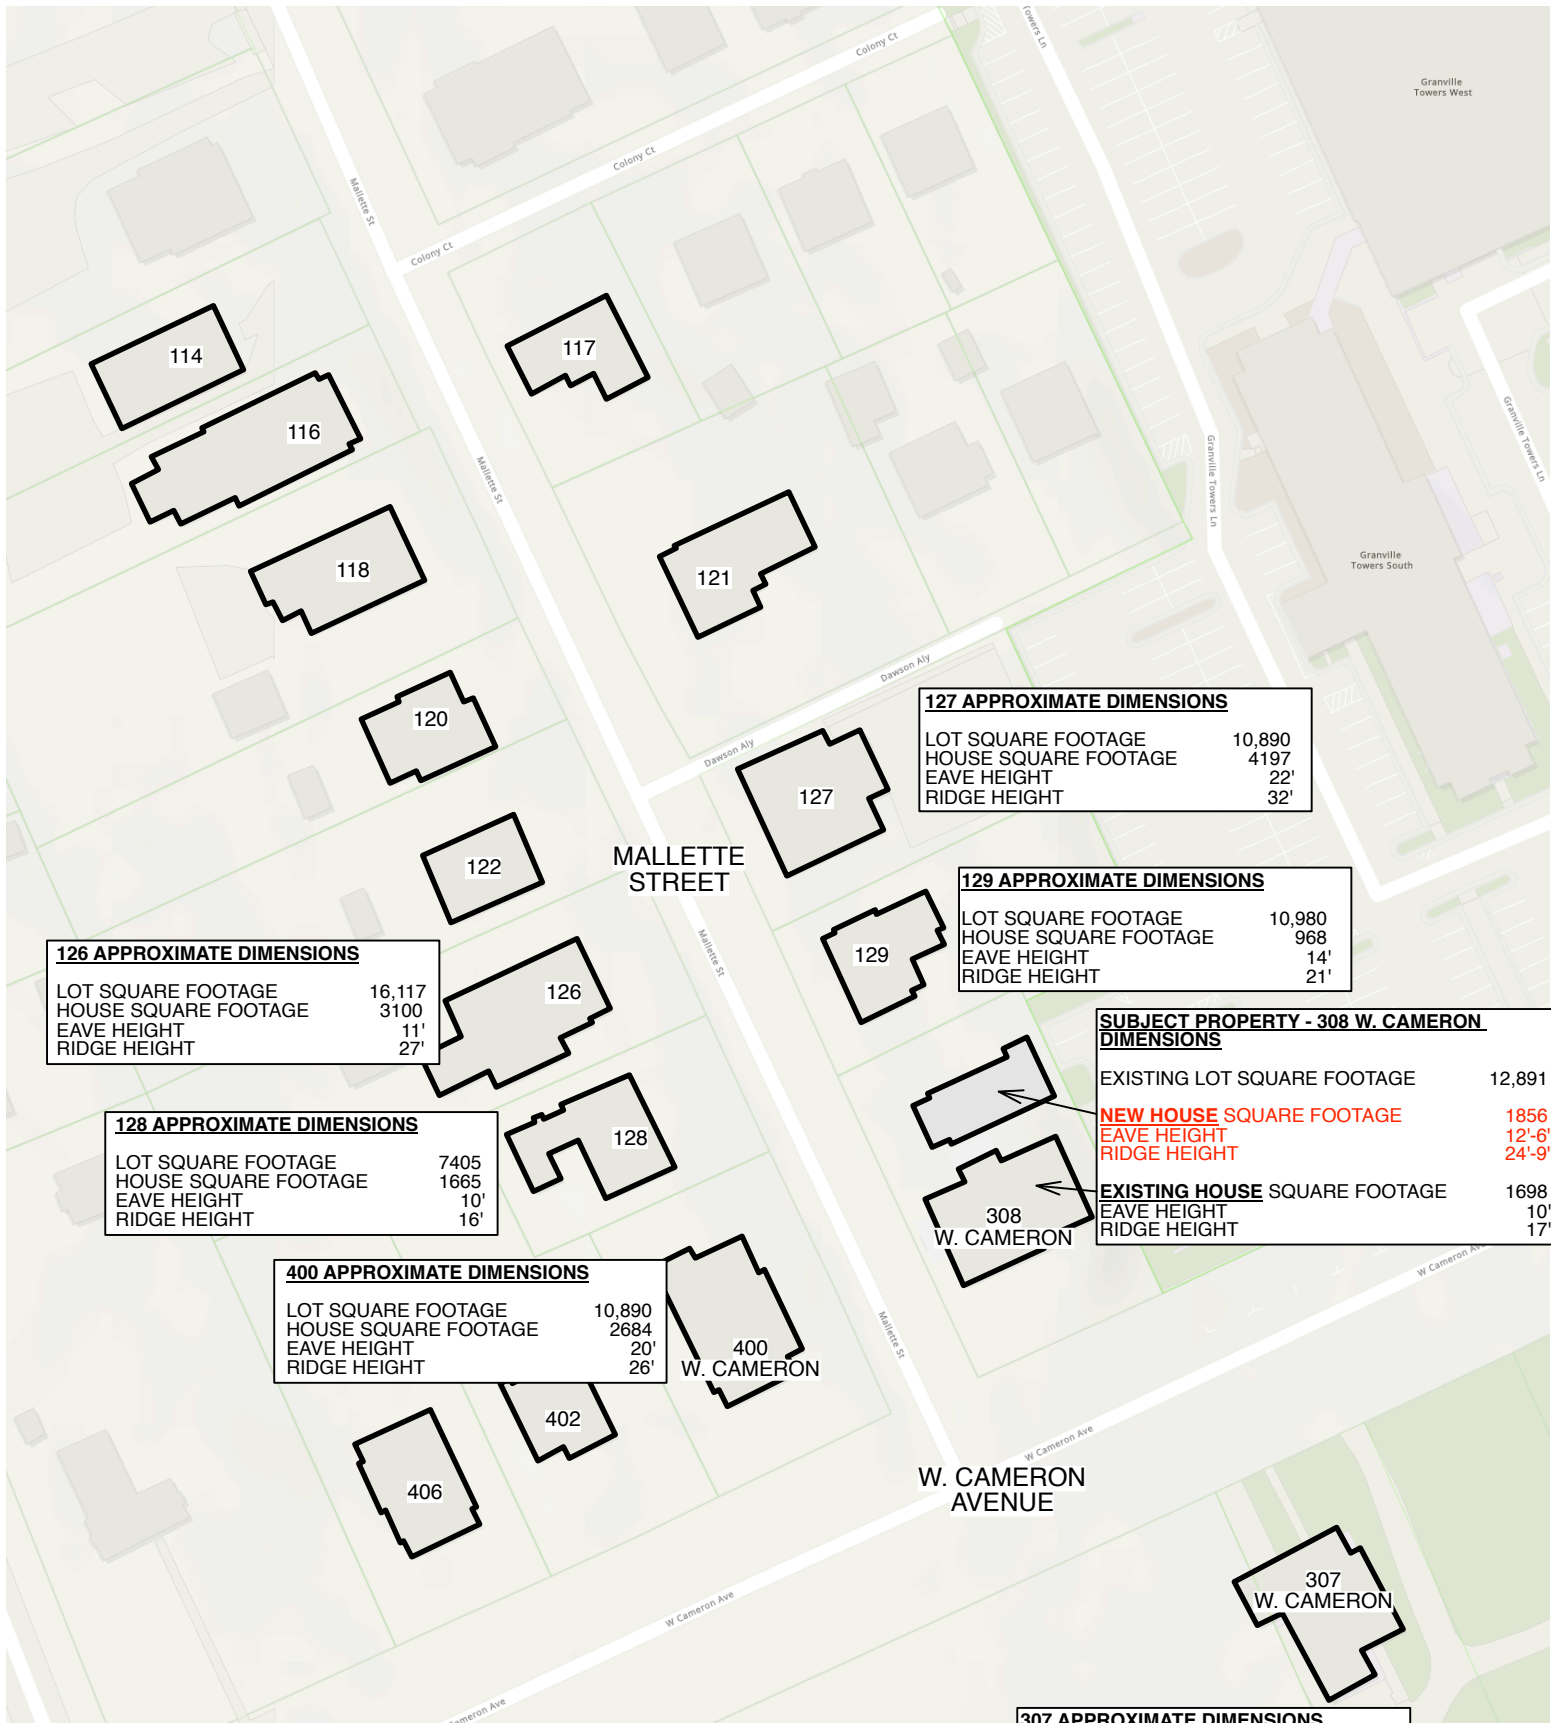 Towers Ln
Colony Ct
Granville
Towers West
Colony Ct
Mallette St
Colony Ct
114
117
116
Mallette St
Granville Towers Ln
Granville Towers Ln
118
121
Granville
Towers South
Dawson Aly
120
127 APPROXIMATE DIMENSIONS
LOT SQUARE FOOTAGE 10,890
HOUSE SQUARE FOOTAGE 4197
EAVE HEIGHT 22'
RIDGE HEIGHT 32'
Dawson Aly
127
122
MALLETTE
STREET
129 APPROXIMATE DIMENSIONS
LOT SQUARE FOOTAGE 10,980
HOUSE SQUARE FOOTAGE 968
EAVE HEIGHT 14'
RIDGE HEIGHT 21'
129
Mallette St
126 APPROXIMATE DIMENSIONS
LOT SQUARE FOOTAGE 16,117
HOUSE SQUARE FOOTAGE 3100
EAVE HEIGHT 11'
RIDGE HEIGHT 27'
126
SUBJECT PROPERTY - 308 W. CAMERON
DIMENSIONS
EXISTING LOT SQUARE FOOTAGE 12,891
NEW HOUSE SQUARE FOOTAGE 1856
EAVE HEIGHT 12'-6"
RIDGE HEIGHT 24'-9"
EXISTING HOUSE SQUARE FOOTAGE 1698
EAVE HEIGHT 10'
RIDGE HEIGHT 17'
128 APPROXIMATE DIMENSIONS
LOT SQUARE FOOTAGE 7405
HOUSE SQUARE FOOTAGE 1665
EAVE HEIGHT 10'
RIDGE HEIGHT 16'
128
308
W. CAMERON
W Cameron Ave
400 APPROXIMATE DIMENSIONS
LOT SQUARE FOOTAGE 10,890
HOUSE SQUARE FOOTAGE 2684
EAVE HEIGHT 20'
RIDGE HEIGHT 26'
Mallette St
400
W. CAMERON
402
W Cameron Ave
406
W. CAMERON
AVENUE
307
W. CAMERON
W Cameron Ave
Cameron Ave
307 APPROXIMATE DIMENSIONS